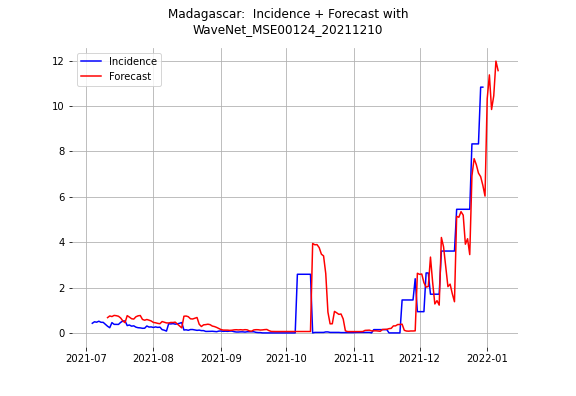 Madagascar:  Incidence + Forecast with
WaveNet_MSE00124_20211210
Incidence
Forecast
12
10
8
6
4
2
0
2021-07 2021-08 2021-09 2021-10 2021-11 2021-12 2022-01